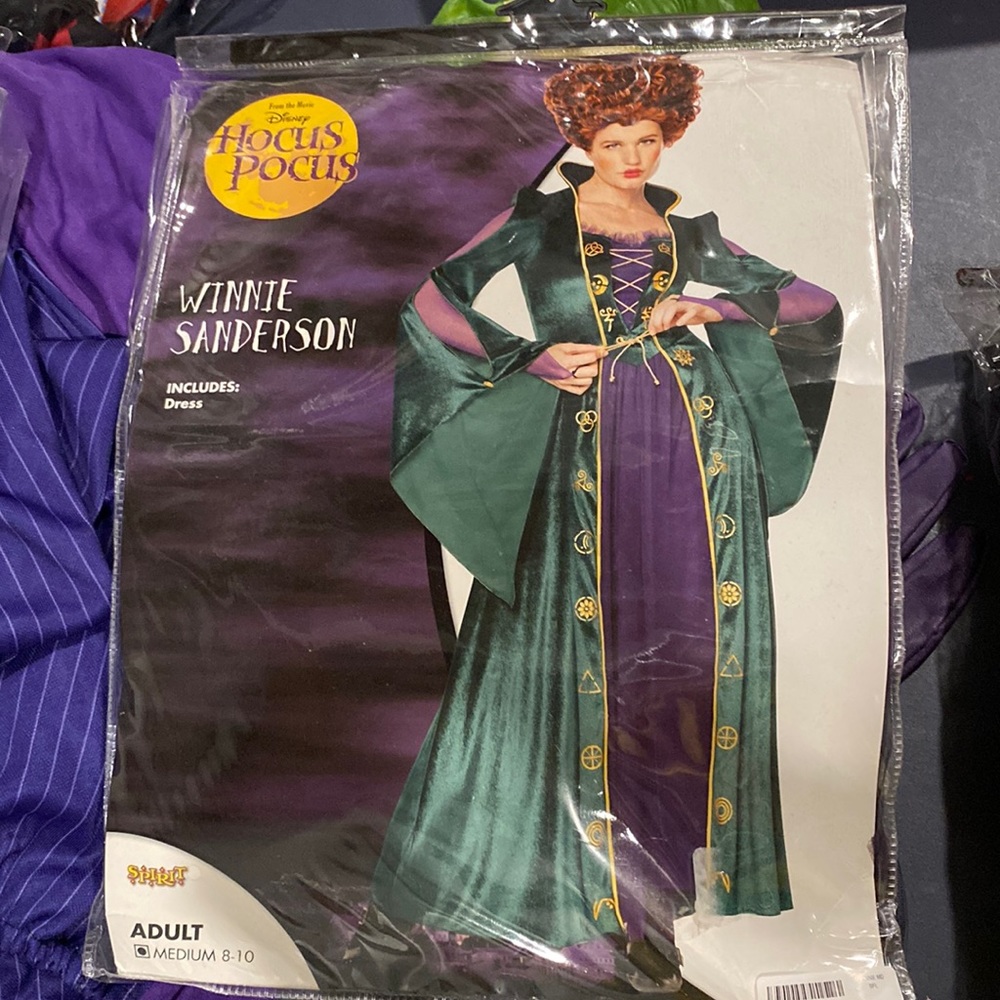 From the Movie
Disney
HOCUS
POCUS
WINNIE
SANDERSON
INCLUDES:
Dress
SPIRIT
ADULT
MEDIUM 8-10